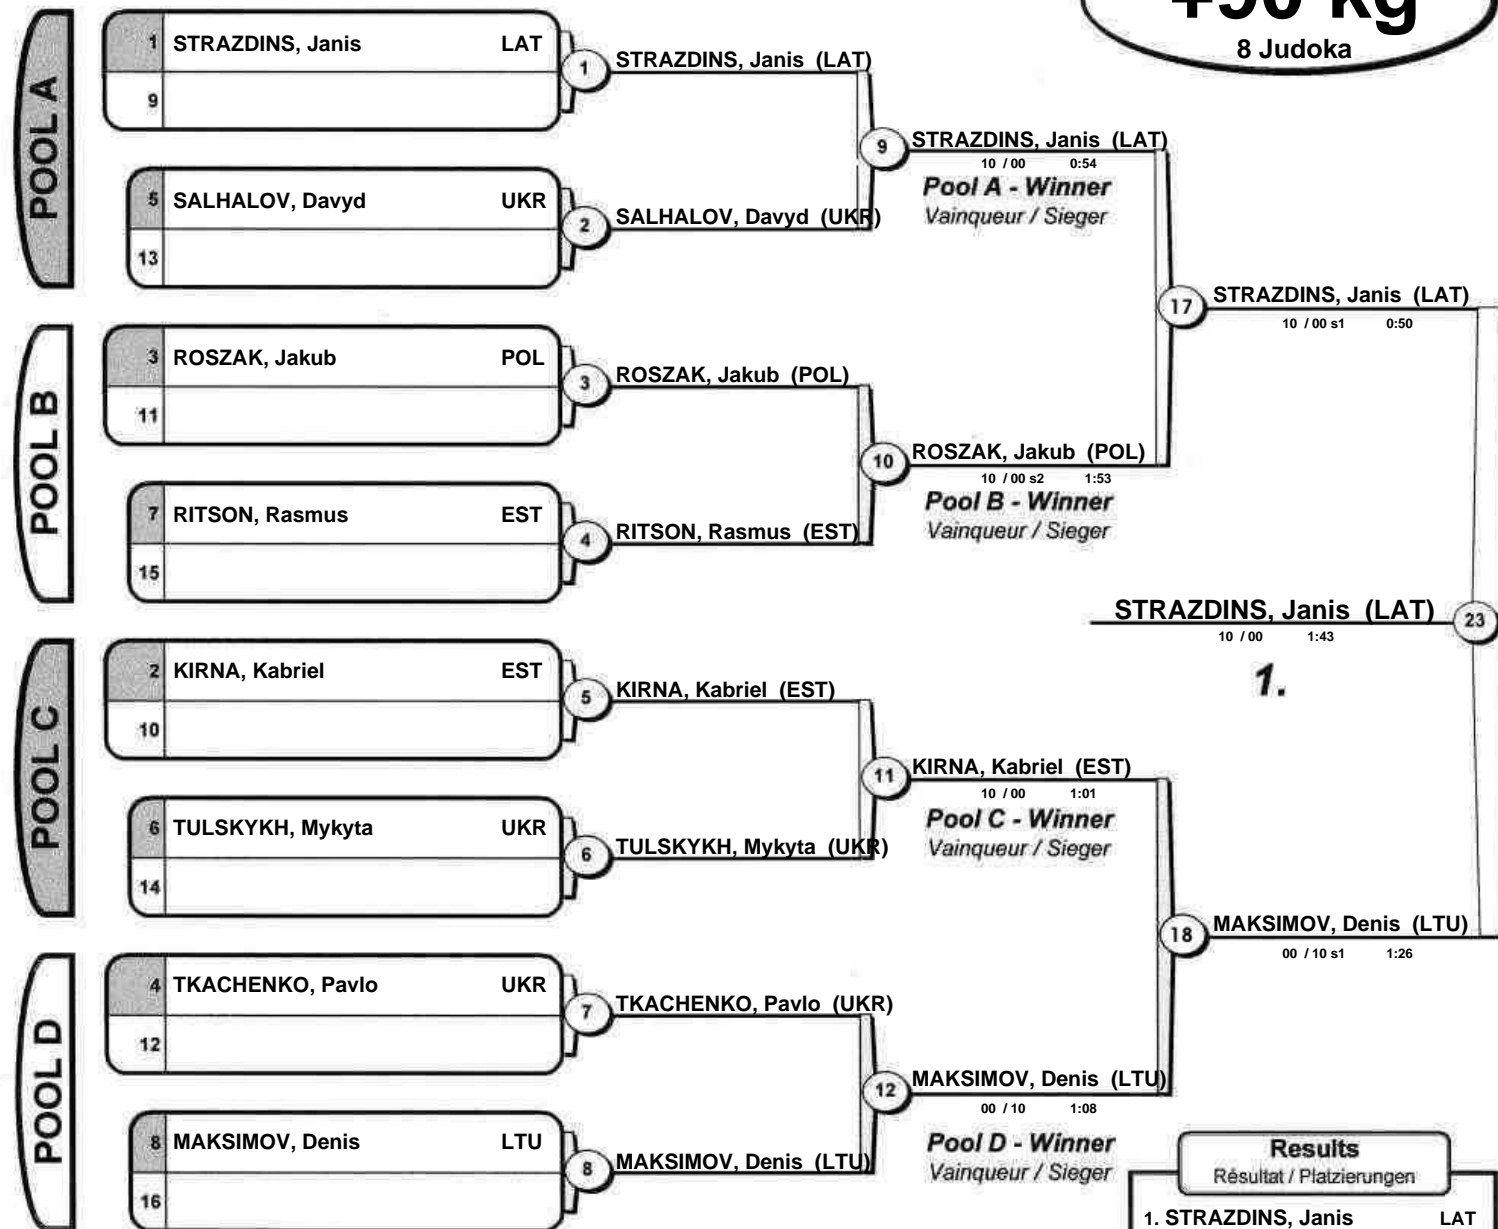 +90 kg
8 Judoka
POOL A
1 STRAZDINS, Janis LAT
9
5 SALHALOV, Davyd UKR
13
1 STRAZDINS, Janis (LAT)
2 SALHALOV, Davyd (UKR)
9 STRAZDINS, Janis (LAT)
10 / 00 0:54
Pool A - Winner
Vainqueur / Sieger
POOL B
3 ROSZAK, Jakub POL
11
7 RITSON, Rasmus EST
15
3 ROSZAK, Jakub (POL)
4 RITSON, Rasmus (EST)
10 ROSZAK, Jakub (POL)
10 / 00 s2 1:53
Pool B - Winner
Vainqueur / Sieger
17 STRAZDINS, Janis (LAT)
10 / 00 s1 0:50
STRAZDINS, Janis (LAT) 23
10 / 00 1:43
1.
POOL C
2 KIRNA, Kabriel EST
10
6 TULSKYKH, Mykyta UKR
14
5 KIRNA, Kabriel (EST)
6 TULSKYKH, Mykyta (UKR)
11 KIRNA, Kabriel (EST)
10 / 00 1:01
Pool C - Winner
Vainqueur / Sieger
POOL D
4 TKACHENKO, Pavlo UKR
12
8 MAKSIMOV, Denis LTU
16
7 TKACHENKO, Pavlo (UKR)
8 MAKSIMOV, Denis (LTU)
12 MAKSIMOV, Denis (LTU)
00 / 10 1:08
Pool D - Winner
Vainqueur / Sieger
18 MAKSIMOV, Denis (LTU)
00 / 10 s1 1:26
Results
Résultat / Platzierungen
1. STRAZDINS, Janis LAT